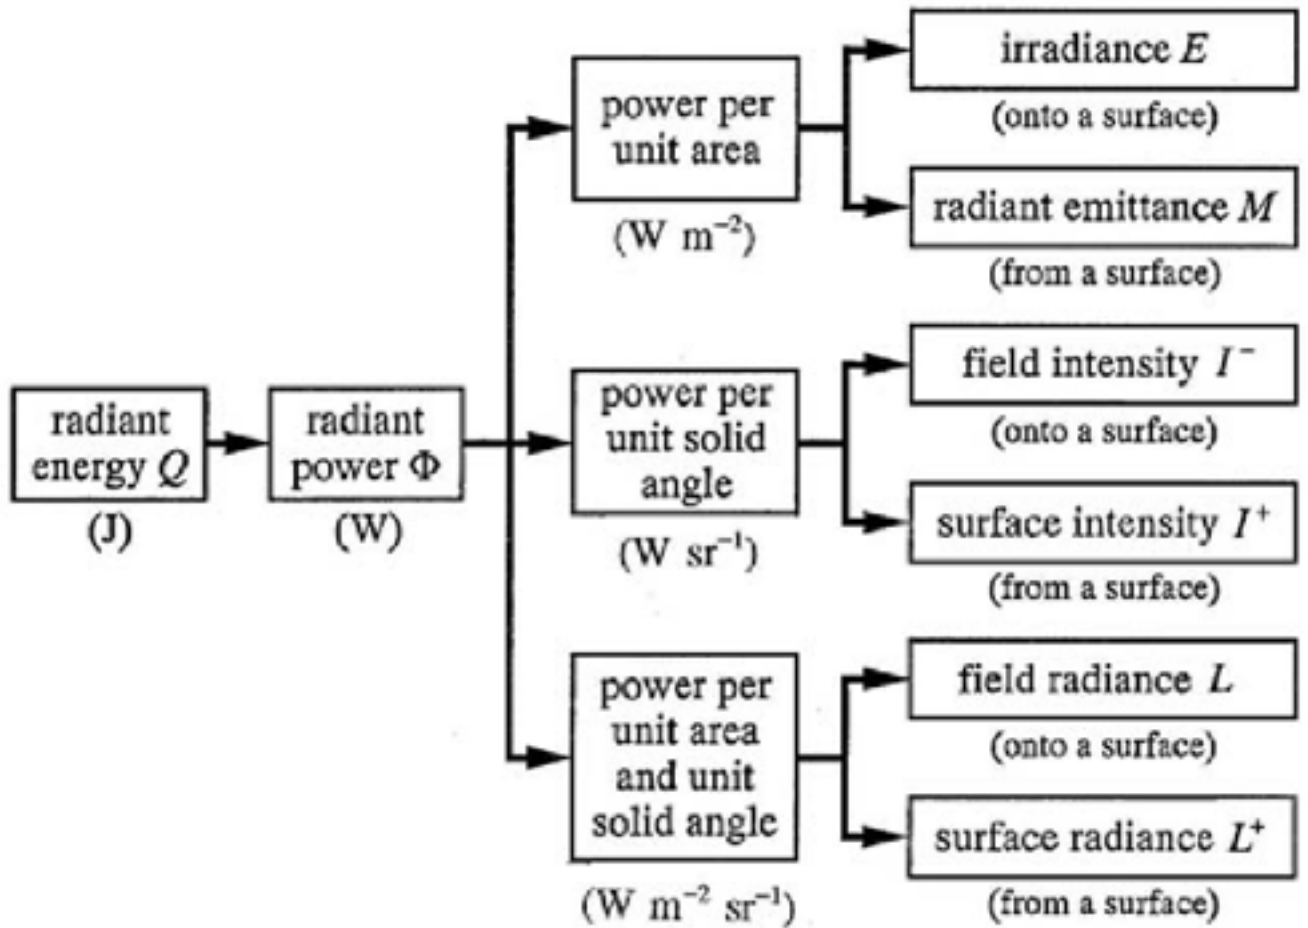 radiant
energy Q
(J)
radiant
power Φ
(W)
power per
unit area
(W m⁻²)
irradiance E
(onto a surface)
radiant emittance M
(from a surface)
power per
unit solid
angle
(W sr⁻¹)
field intensity I⁻
(onto a surface)
surface intensity I⁺
(from a surface)
power per
unit area
and unit
solid angle
(W m⁻² sr⁻¹)
field radiance L
(onto a surface)
surface radiance L⁺
(from a surface)